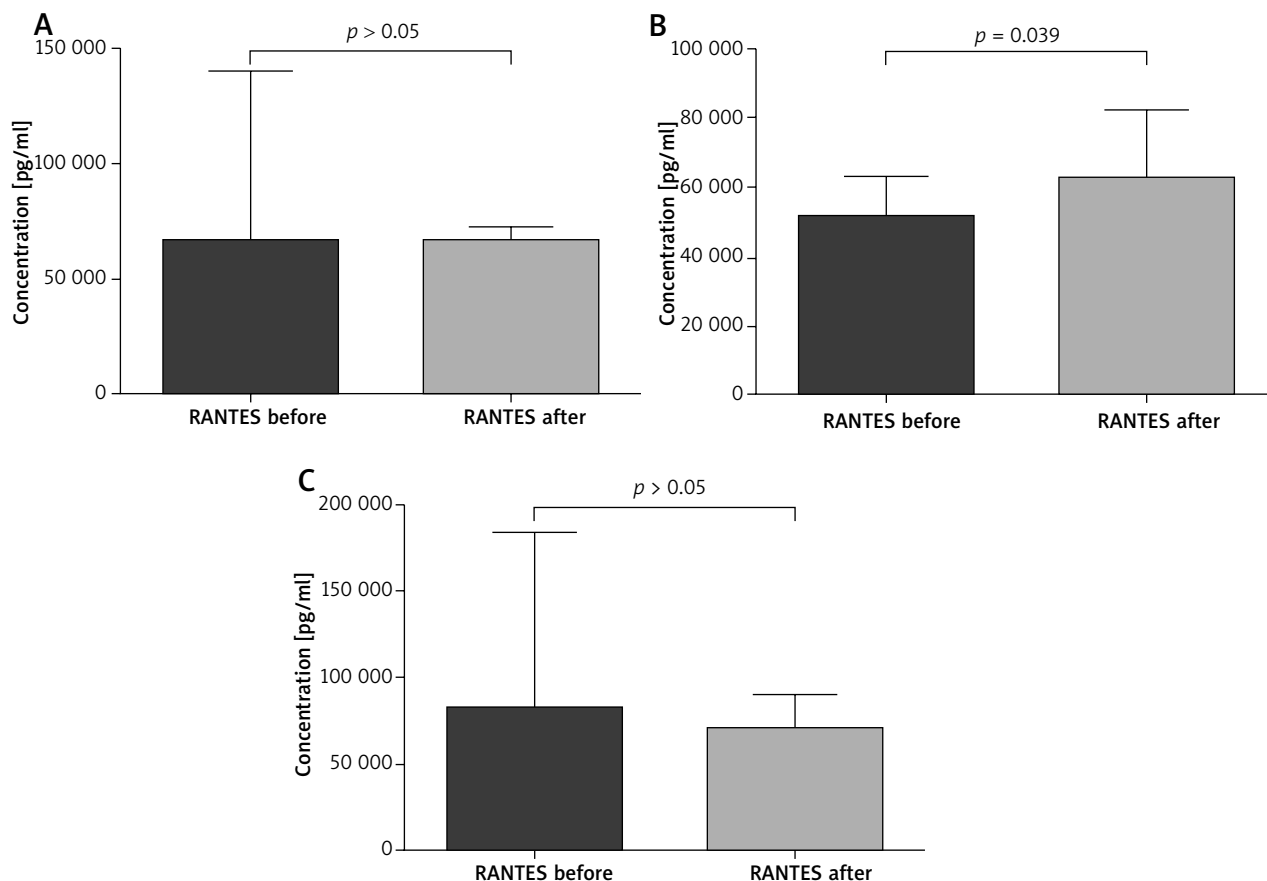 A
p > 0.05
150 000
100 000
50 000
0
Concentration [pg/ml]
RANTES before
RANTES after
B
p = 0.039
100 000
80 000
60 000
40 000
20 000
0
Concentration [pg/ml]
RANTES before
RANTES after
C
p > 0.05
200 000
150 000
100 000
50 000
0
Concentration [pg/ml]
RANTES before
RANTES after